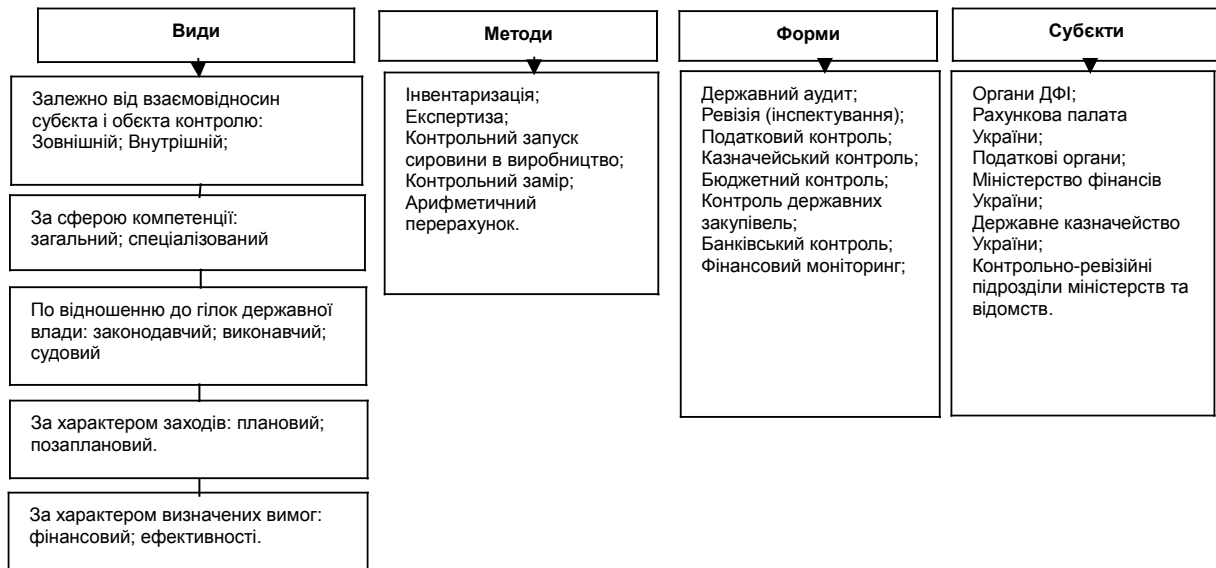 Види
Залежно від взаємовідносин
субєкта і обєкта контролю:
Зовнішній; Внутрішній;
За сферою компетенції:
загальний; спеціалізований
По відношенню до гілок державної
влади: законодавчий; виконавчий;
судовий
За характером заходів: плановий;
позаплановий.
За характером визначених вимог:
фінансовий; ефективності.
Методи
Інвентаризація;
Експертиза;
Контрольний запуск
сировини в виробництво;
Контрольний замір;
Арифметичний
перерахунок.
Форми
Державний аудит;
Ревізія (інспектування);
Податковий контроль;
Казначейський контроль;
Бюджетний контроль;
Контроль державних
закупівель;
Банківський контроль;
Фінансовий моніторинг;
Субєкти
Органи ДФІ;
Рахункова палата
України;
Податкові органи;
Міністерство фінансів
України;
Державне казначейство
України;
Контрольно-ревізійні
підрозділи міністерств та
відомств.